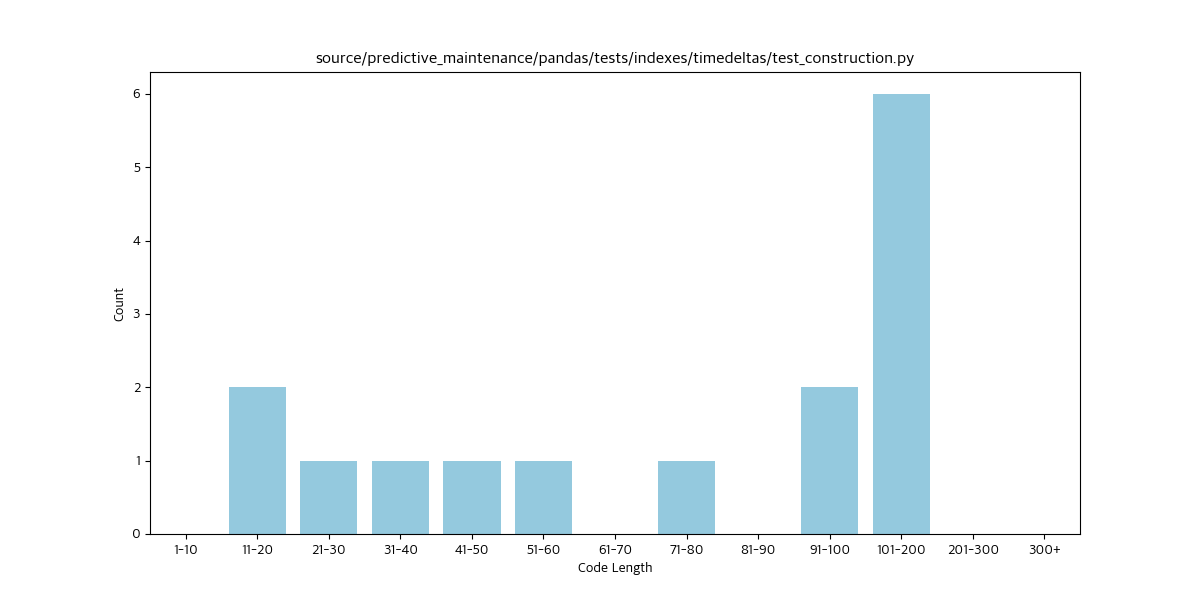 source/predictive_maintenance/pandas/tests/indexes/timedeltas/test_construction.py
6
5
4
3
2
1
0
Count
1-10 11-20 21-30 31-40 41-50 51-60 61-70 71-80 81-90 91-100 101-200 201-300 300+
Code Length